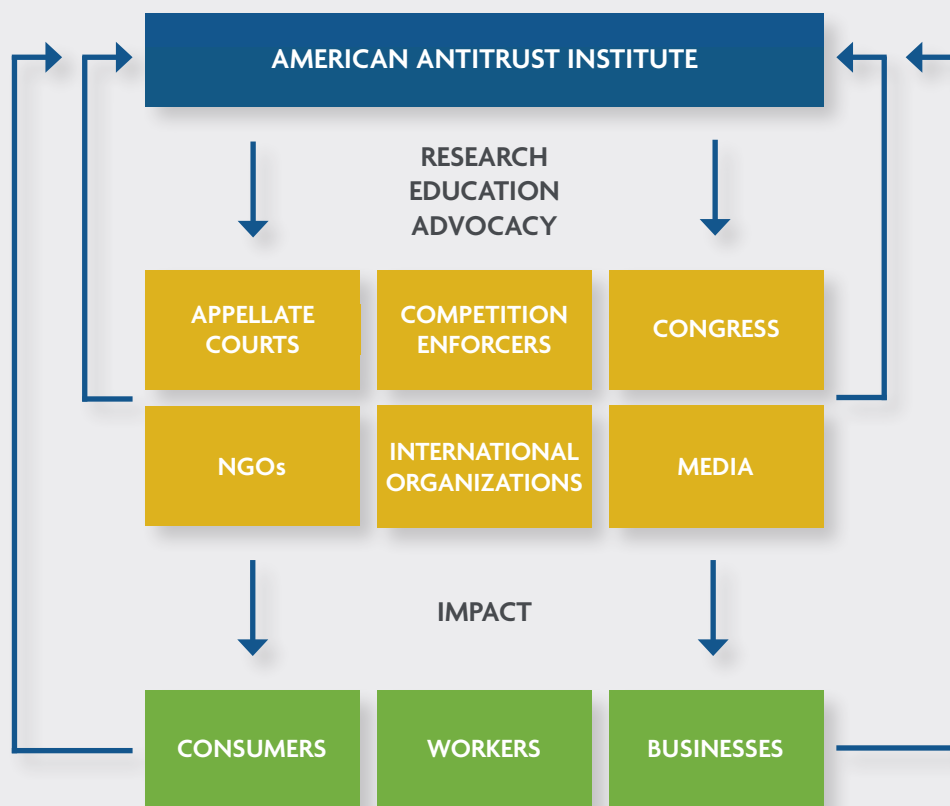 AMERICAN ANTITRUST INSTITUTE
RESEARCH
EDUCATION
ADVOCACY
APPELLATE
COURTS
COMPETITION
ENFORCERS
CONGRESS
NGOs
INTERNATIONAL
ORGANIZATIONS
MEDIA
IMPACT
CONSUMERS
WORKERS
BUSINESSES